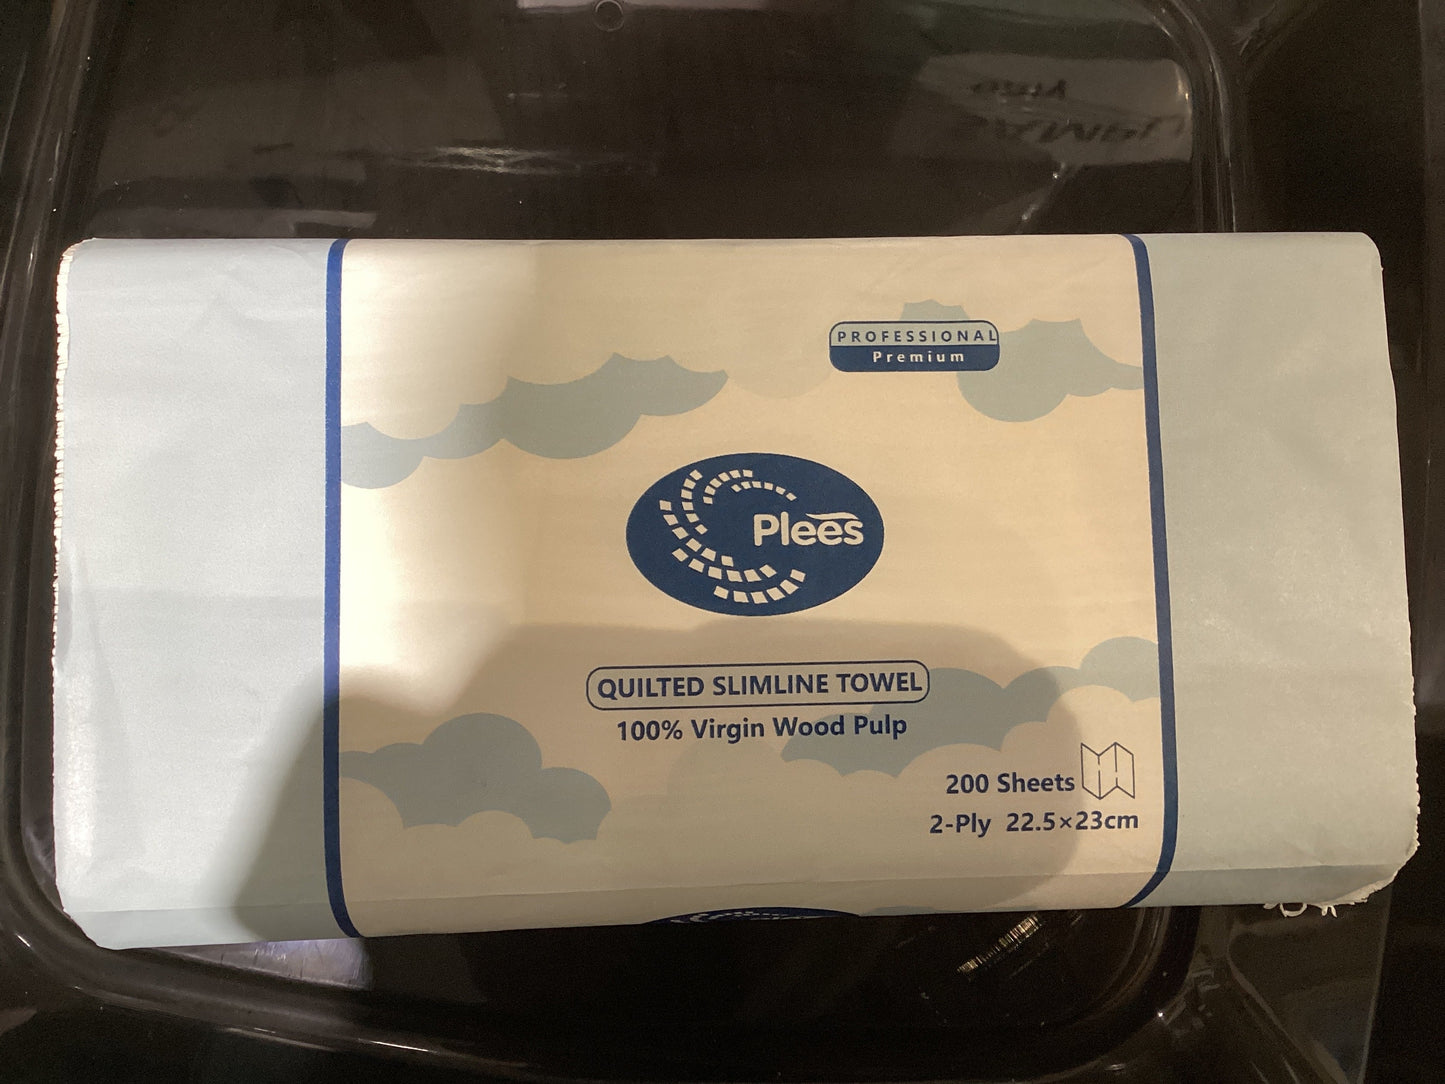 PROFESSIONAL
Premium
Plees
QUILTED SLIMLINE TOWEL
100% Virgin Wood Pulp
200 Sheets
2-Ply 22.5×23cm